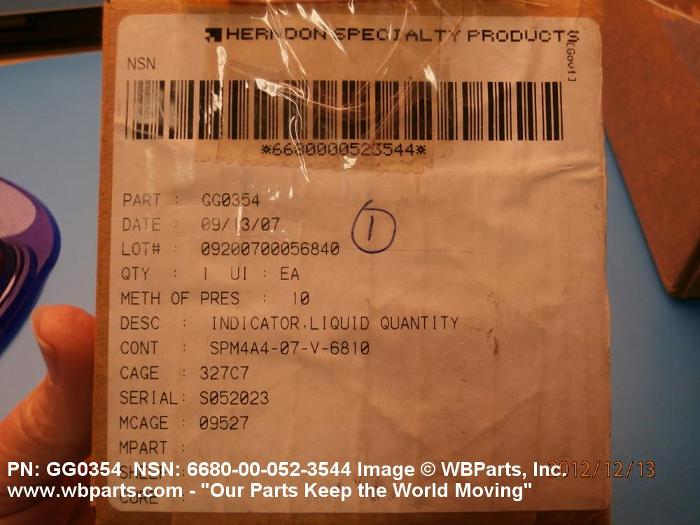 HERNDON SPECIALTY PRODUCTS
[Govt]
NSN
*6680000523544*
PART : GG0354
DATE : 09/13/07
1
LOT# : 09200700056840
QTY : 1 UI : EA
METH OF PRES : 10
DESC : INDICATOR,LIQUID QUANTITY
CONT : SPM4A4-07-V-6810
CAGE : 327C7
SERIAL: S052023
MCAGE : 09527
MPART :
PN: GG0354 NSN: 6680-00-052-3544 Image © WBParts, Inc.
2012/12/13
www.wbparts.com - "Our Parts Keep the World Moving"